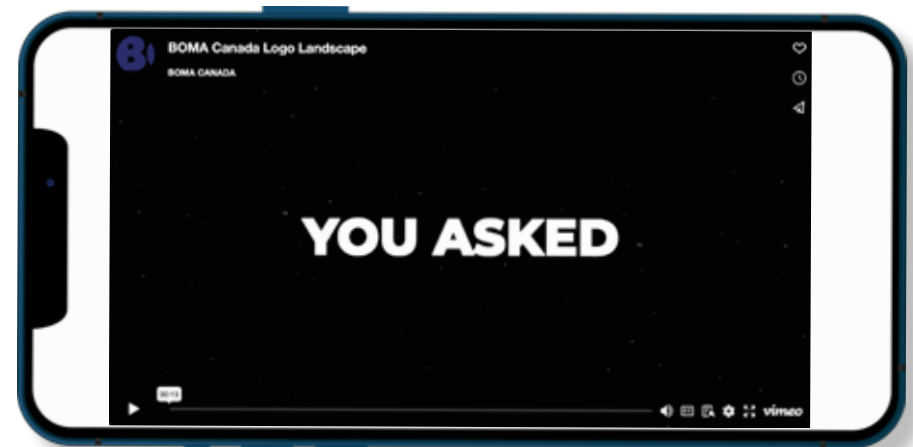 BOMA Canada Logo Landscape
BOMA CANADA
YOU ASKED
00:13
vimeo